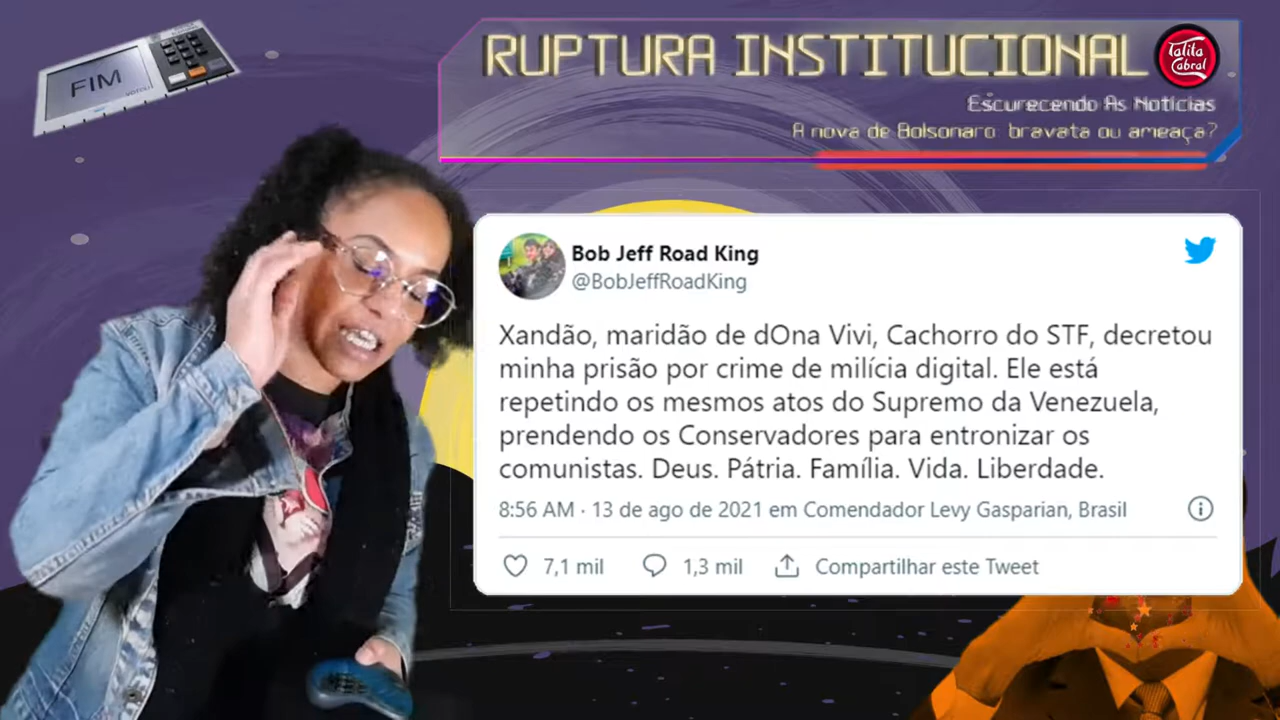 FIM
VOTOU
RUPTURA INSTITUCIONAL
Talita
Cabral
Escurecendo As Notícias
A nova de Bolsonaro: bravata ou ameaça?
Bob Jeff Road King
@BobJeffRoadKing
Xandão, maridão de dOna Vivi, Cachorro do STF, decretou
minha prisão por crime de milícia digital. Ele está
repetindo os mesmos atos do Supremo da Venezuela,
prendendo os Conservadores para entronizar os
comunistas. Deus. Pátria. Família. Vida. Liberdade.
8:56 AM · 13 de ago de 2021 em Comendador Levy Gasparian, Brasil
7,1 mil
1,3 mil
Compartilhar este Tweet